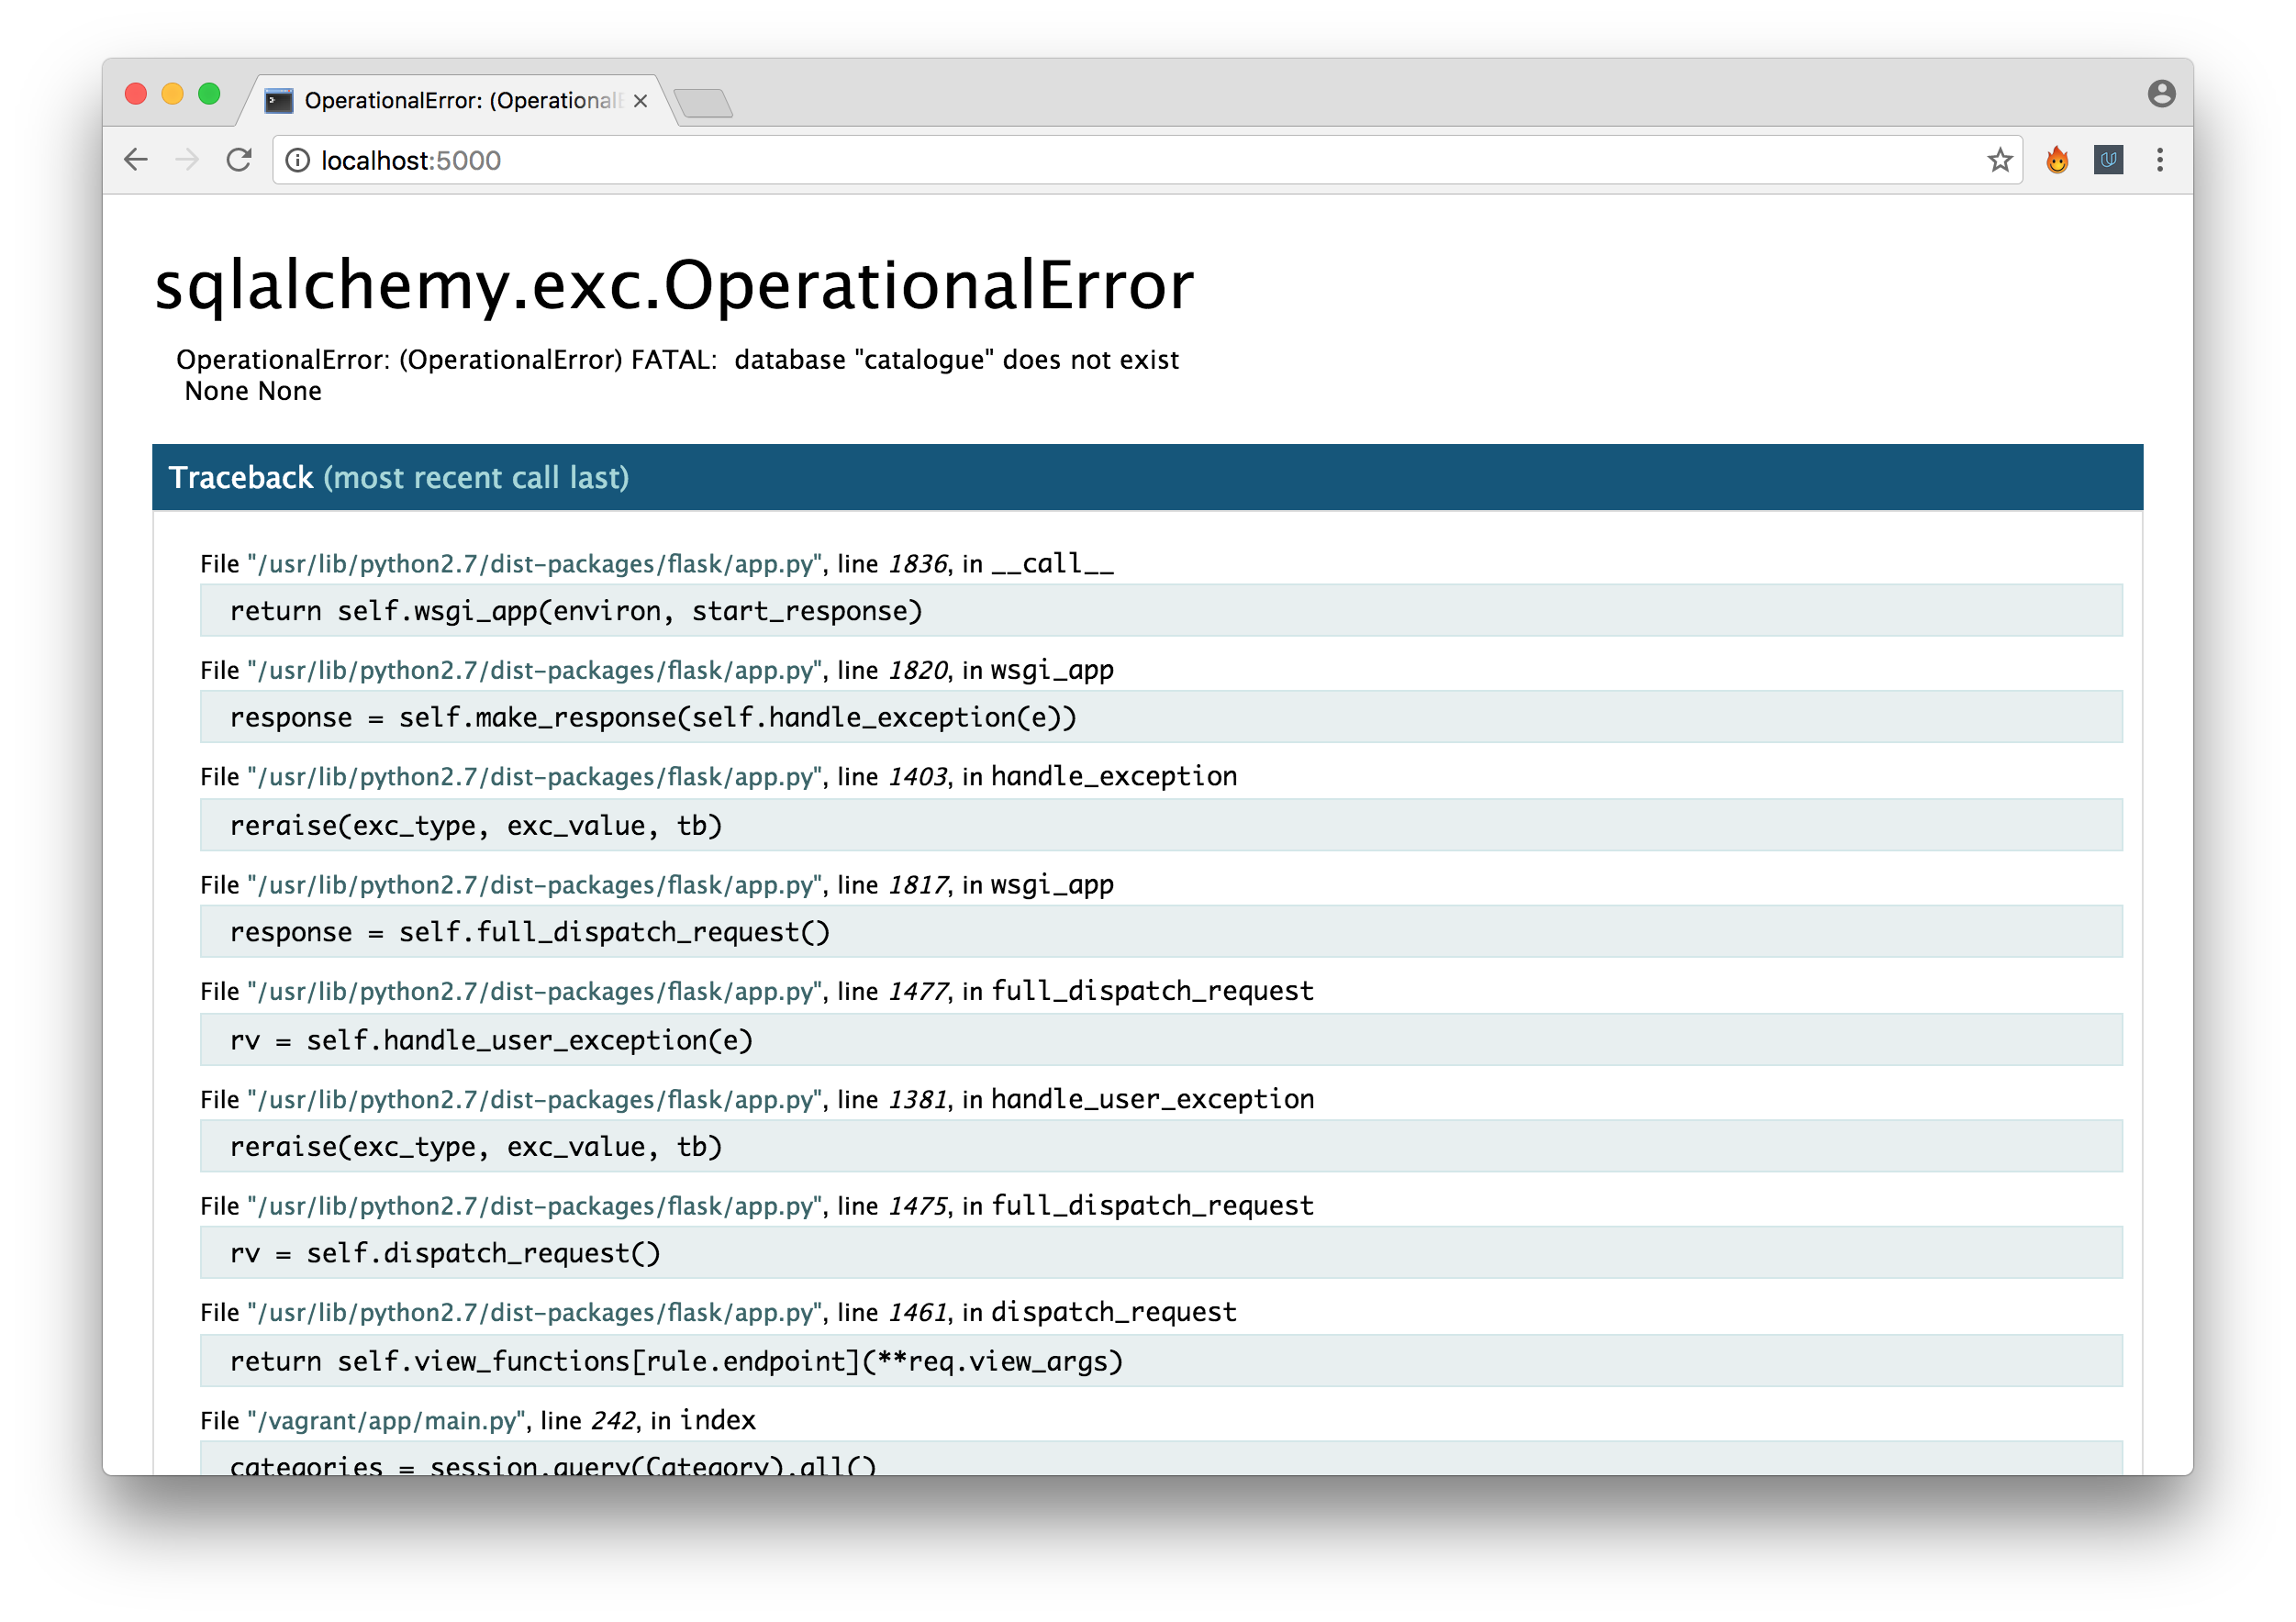 OperationalError: (OperationalE
localhost:5000
sqlalchemy.exc.OperationalError
OperationalError: (OperationalError) FATAL:  database "catalogue" does not exist
None None
Traceback (most recent call last)
File "/usr/lib/python2.7/dist-packages/flask/app.py", line 1836, in __call__
return self.wsgi_app(environ, start_response)
File "/usr/lib/python2.7/dist-packages/flask/app.py", line 1820, in wsgi_app
response = self.make_response(self.handle_exception(e))
File "/usr/lib/python2.7/dist-packages/flask/app.py", line 1403, in handle_exception
reraise(exc_type, exc_value, tb)
File "/usr/lib/python2.7/dist-packages/flask/app.py", line 1817, in wsgi_app
response = self.full_dispatch_request()
File "/usr/lib/python2.7/dist-packages/flask/app.py", line 1477, in full_dispatch_request
rv = self.handle_user_exception(e)
File "/usr/lib/python2.7/dist-packages/flask/app.py", line 1381, in handle_user_exception
reraise(exc_type, exc_value, tb)
File "/usr/lib/python2.7/dist-packages/flask/app.py", line 1475, in full_dispatch_request
rv = self.dispatch_request()
File "/usr/lib/python2.7/dist-packages/flask/app.py", line 1461, in dispatch_request
return self.view_functions[rule.endpoint](**req.view_args)
File "/vagrant/app/main.py", line 242, in index
categories = session.query(Category).all()